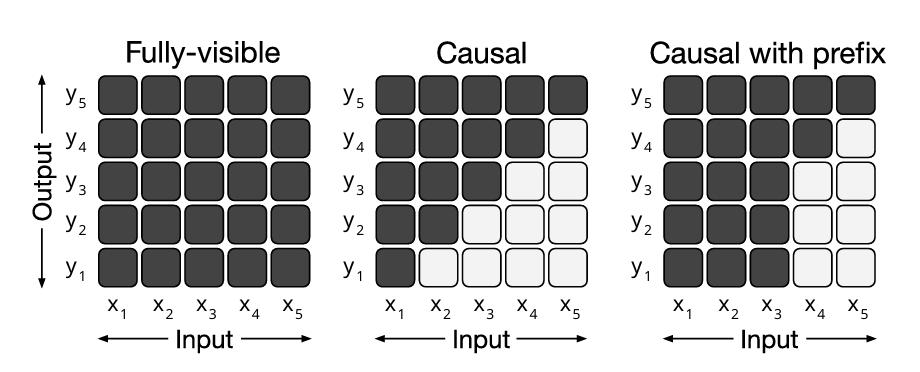 Fully-visible
Causal
Causal with prefix
Output
y₅
y₄
y₃
y₂
y₁
x₁ x₂ x₃ x₄ x₅
Input
y₅
y₄
y₃
y₂
y₁
x₁ x₂ x₃ x₄ x₅
Input
y₅
y₄
y₃
y₂
y₁
x₁ x₂ x₃ x₄ x₅
Input